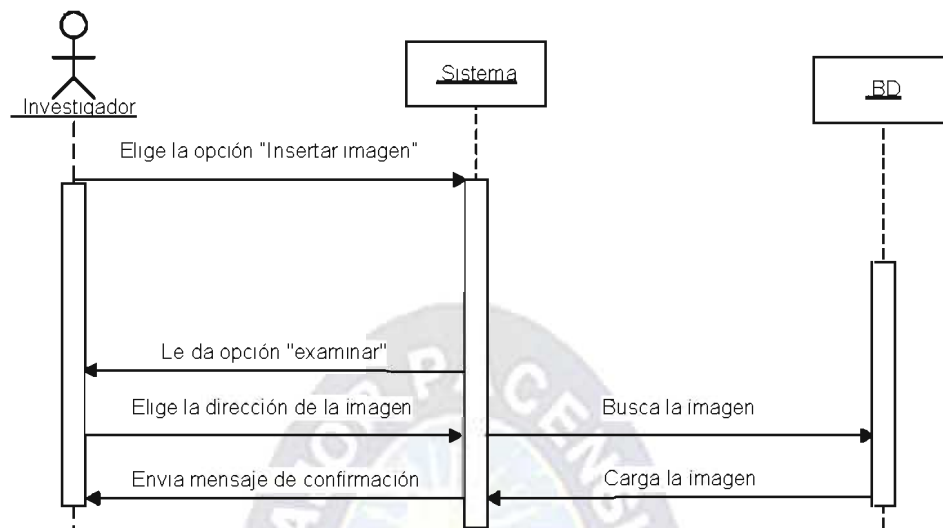 Investigador
Sistema
BD
Elige la opción "Insertar imagen"
Le da opción "examinar"
Elige la dirección de la imagen
Busca la imagen
Envia mensaje de confirmación
Carga la imagen